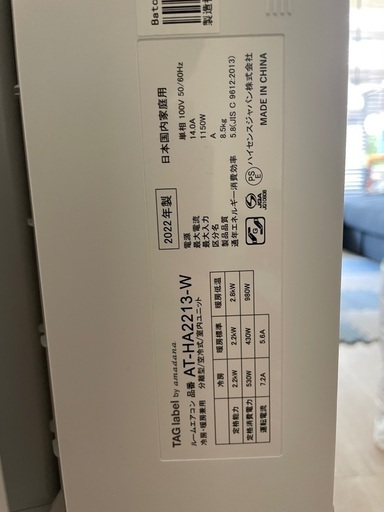 TAG label by amadana
ルームエアコン 品番 AT-HA2213-W
冷房・暖房兼用 分離型/空冷式/室内ユニット
冷房 暖房標準 暖房低温
定格能力 2.2kW 2.2kW 2.8kW
定格消費電力 530W 430W 980W
運転電流 7.2A 5.6A
2022年製
日本国内家庭用
電源 単相 100V 50/60Hz
最大電流 14.0A
最大入力 1150W
区分名 A
製品品質 8.5kg
通年エネルギー消費効率 5.8(JIS C 9612:2013)
PS
E
ハイセンスジャパン株式会社
MADE IN CHINA